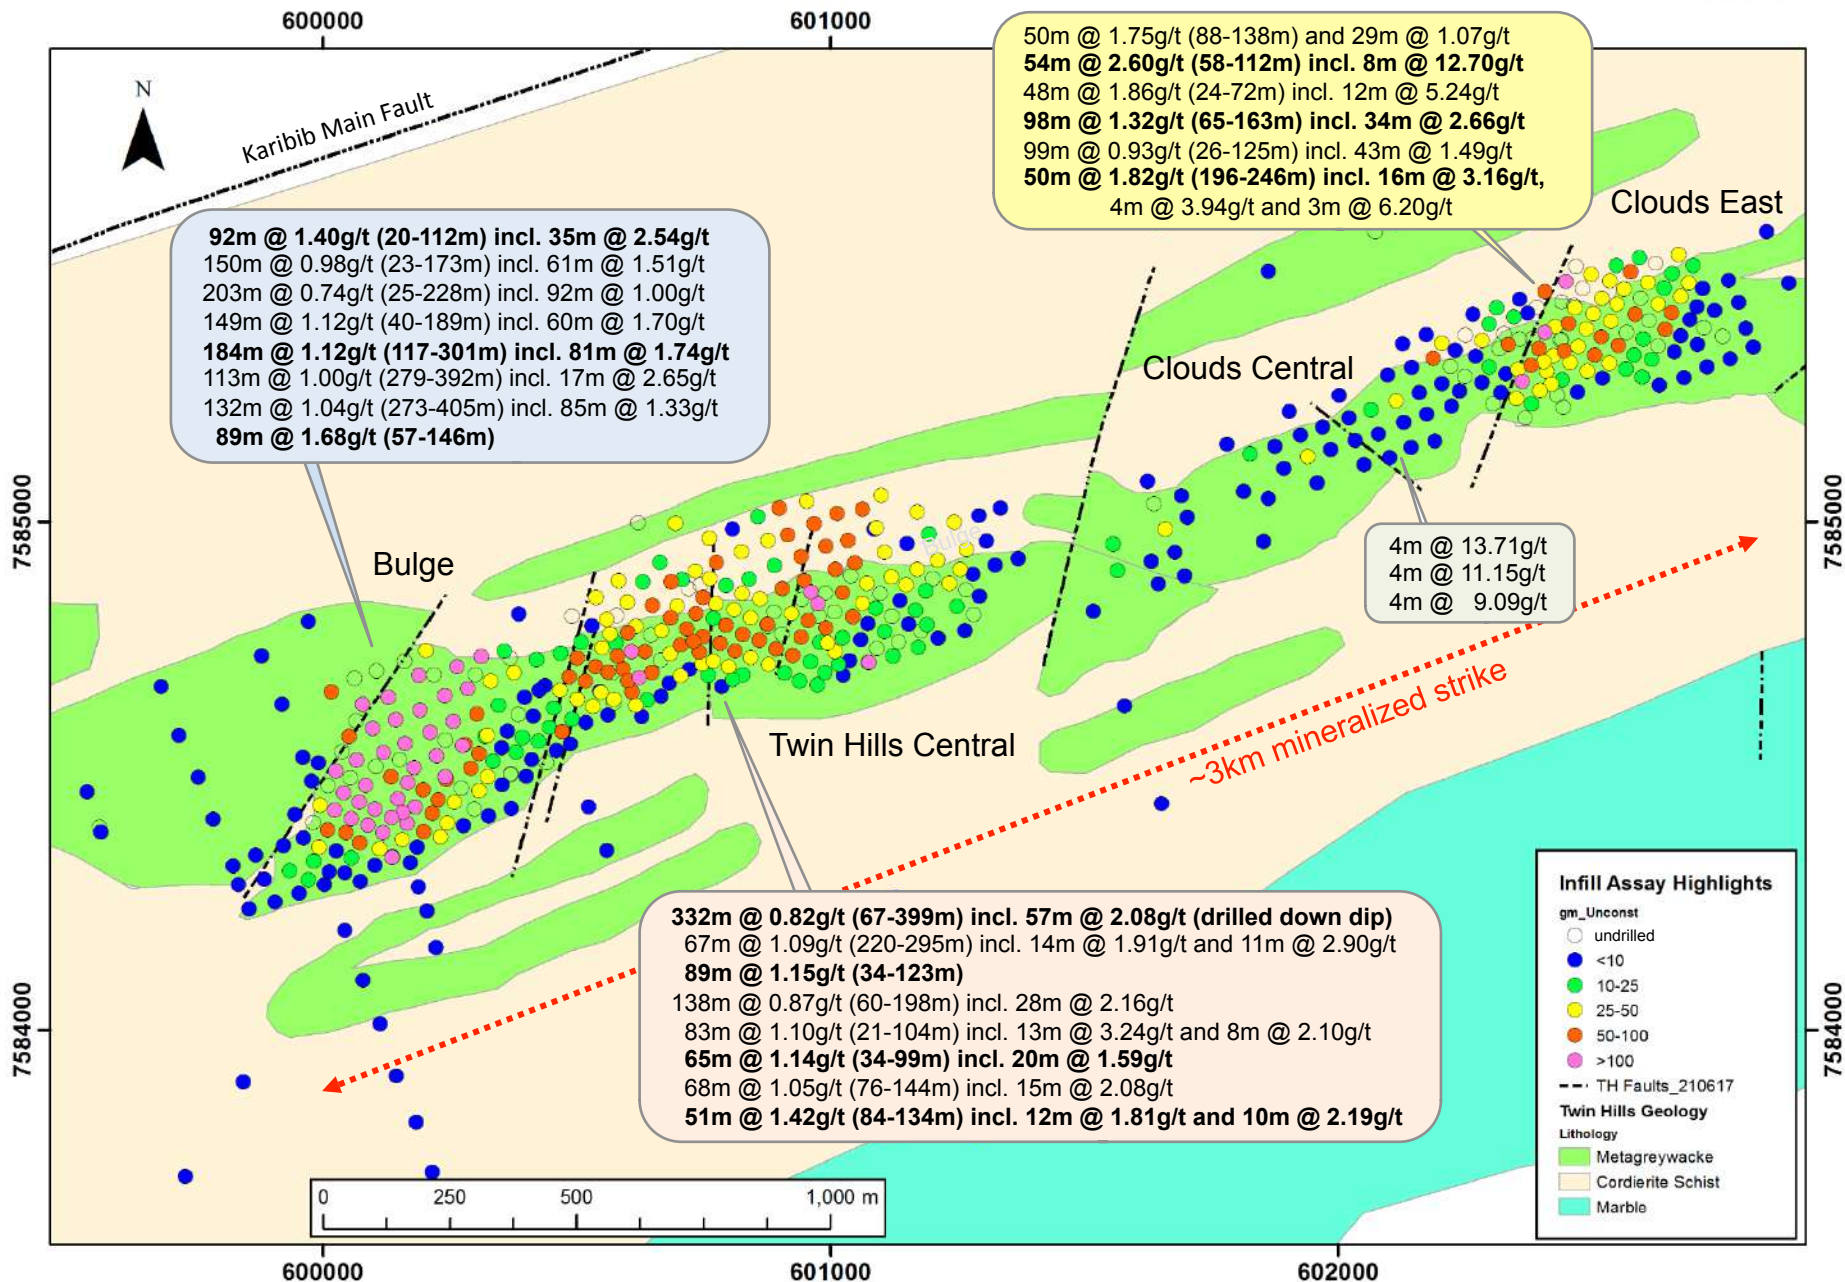 600000
601000
50m @ 1.75g/t (88-138m) and 29m @ 1.07g/t
54m @ 2.60g/t (58-112m) incl. 8m @ 12.70g/t
48m @ 1.86g/t (24-72m) incl. 12m @ 5.24g/t
98m @ 1.32g/t (65-163m) incl. 34m @ 2.66g/t
99m @ 0.93g/t (26-125m) incl. 43m @ 1.49g/t
50m @ 1.82g/t (196-246m) incl. 16m @ 3.16g/t,
4m @ 3.94g/t and 3m @ 6.20g/t
N
Karibib Main Fault
Clouds East
92m @ 1.40g/t (20-112m) incl. 35m @ 2.54g/t
150m @ 0.98g/t (23-173m) incl. 61m @ 1.51g/t
203m @ 0.74g/t (25-228m) incl. 92m @ 1.00g/t
149m @ 1.12g/t (40-189m) incl. 60m @ 1.70g/t
184m @ 1.12g/t (117-301m) incl. 81m @ 1.74g/t
113m @ 1.00g/t (279-392m) incl. 17m @ 2.65g/t
132m @ 1.04g/t (273-405m) incl. 85m @ 1.33g/t
89m @ 1.68g/t (57-146m)
Clouds Central
7585000
7585000
Bulge
Bulge
4m @ 13.71g/t
4m @ 11.15g/t
4m @ 9.09g/t
Twin Hills Central
~3km mineralized strike
332m @ 0.82g/t (67-399m) incl. 57m @ 2.08g/t (drilled down dip)
67m @ 1.09g/t (220-295m) incl. 14m @ 1.91g/t and 11m @ 2.90g/t
89m @ 1.15g/t (34-123m)
138m @ 0.87g/t (60-198m) incl. 28m @ 2.16g/t
83m @ 1.10g/t (21-104m) incl. 13m @ 3.24g/t and 8m @ 2.10g/t
65m @ 1.14g/t (34-99m) incl. 20m @ 1.59g/t
68m @ 1.05g/t (76-144m) incl. 15m @ 2.08g/t
51m @ 1.42g/t (84-134m) incl. 12m @ 1.81g/t and 10m @ 2.19g/t
7584000
7584000
Infill Assay Highlights
gm_Unconst
undrilled
<10
10-25
25-50
50-100
>100
TH Faults_210617
Twin Hills Geology
Lithology
Metagreywacke
Cordierite Schist
Marble
0 250 500 1,000 m
600000
601000
602000